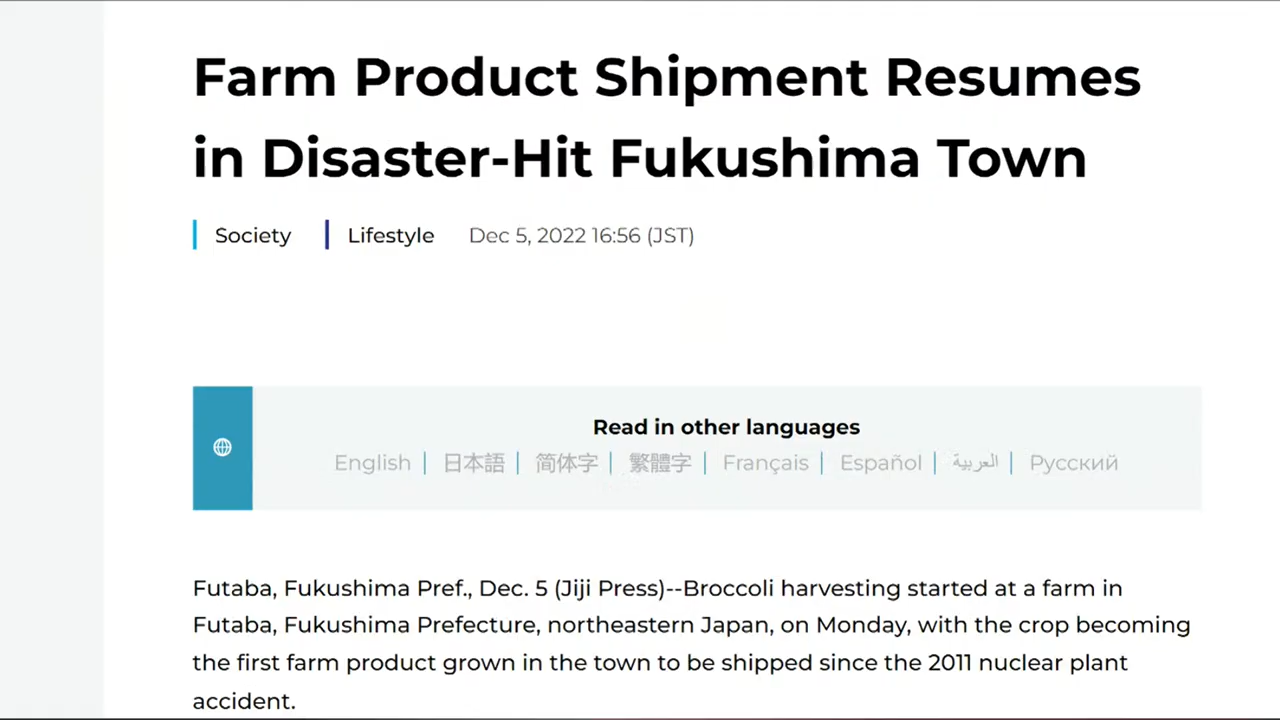 Farm Product Shipment Resumes
in Disaster-Hit Fukushima Town
Society Lifestyle Dec 5, 2022 16:56 (JST)
Read in other languages
English | 日本語 | 简体字 | 繁體字 | Français | Español | العربية | Русский
Futaba, Fukushima Pref., Dec. 5 (Jiji Press)--Broccoli harvesting started at a farm in
Futaba, Fukushima Prefecture, northeastern Japan, on Monday, with the crop becoming
the first farm product grown in the town to be shipped since the 2011 nuclear plant
accident.